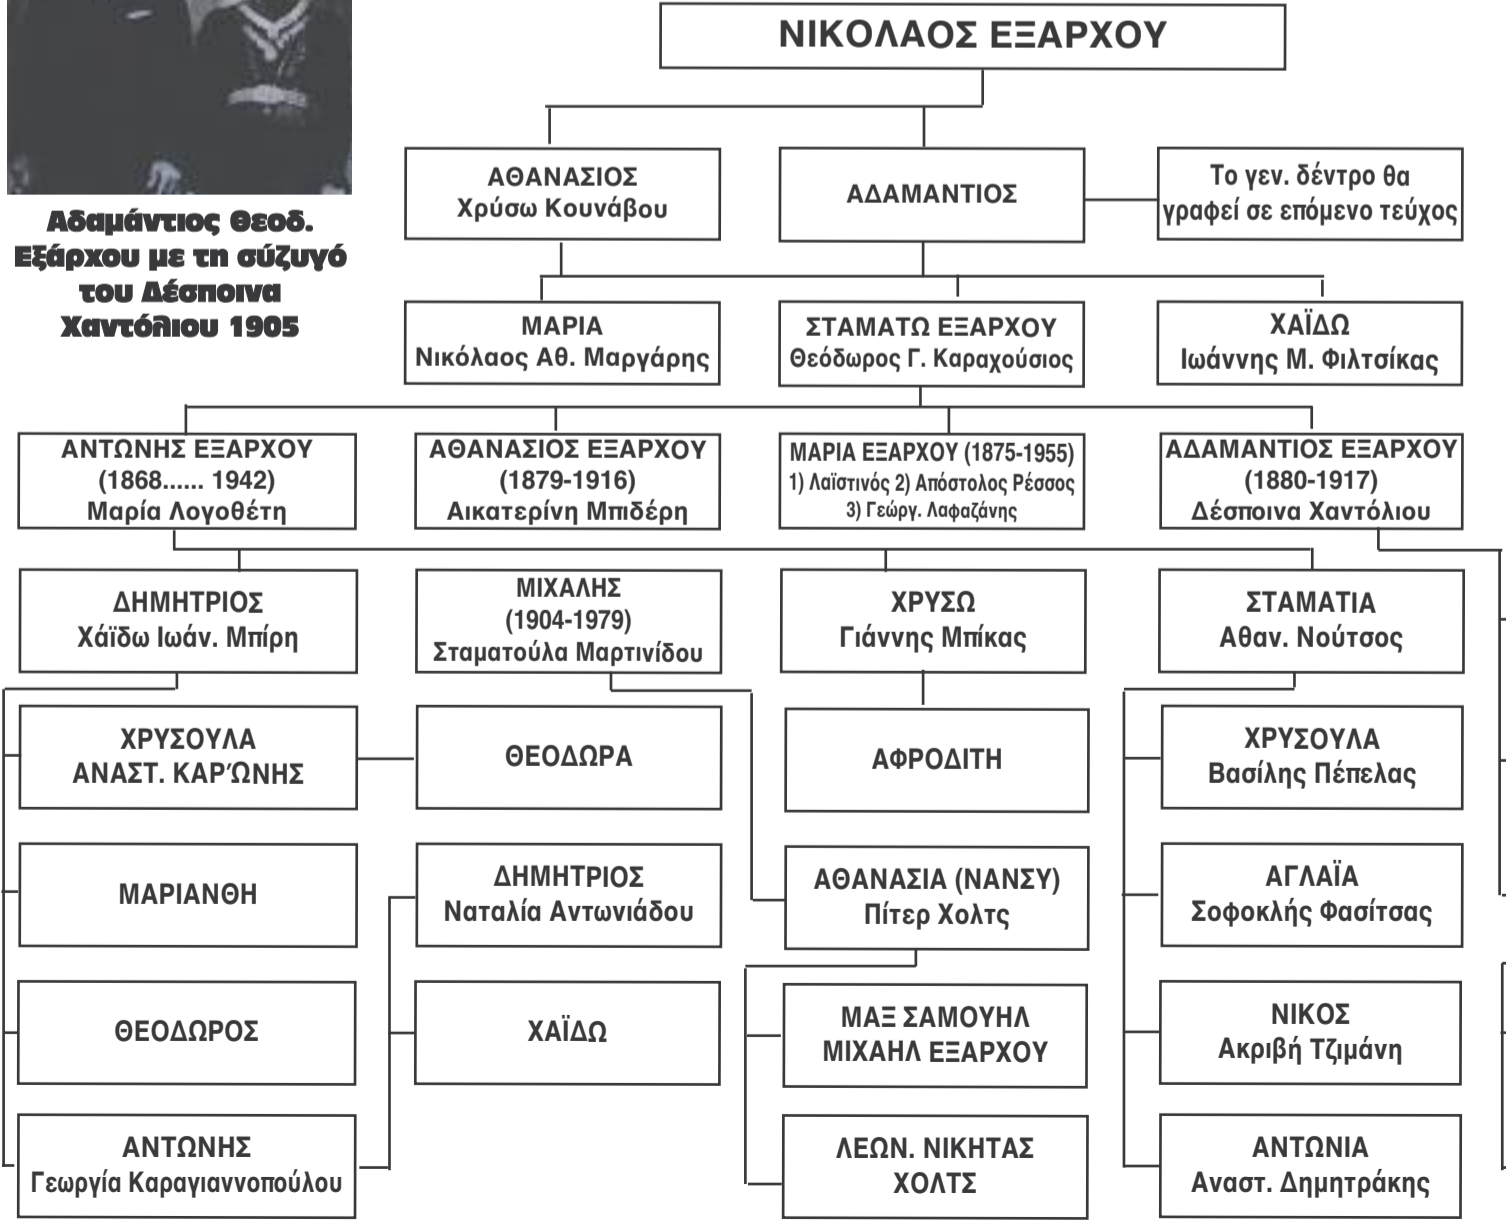 ΝΙΚΟΛΑΟΣ ΕΞΑΡΧΟΥ
Αδαμάντιος Θεοδ.
Εξάρχου με τη σύζυγό
του Δέσποινα
Χαντόλιου 1905
ΑΘΑΝΑΣΙΟΣ
Χρύσω Κουνάβου
ΑΔΑΜΑΝΤΙΟΣ
Το γεν. δέντρο θα
γραφεί σε επόμενο τεύχος
ΜΑΡΙΑ
Νικόλαος Αθ. Μαργάρης
ΣΤΑΜΑΤΩ ΕΞΑΡΧΟΥ
Θεόδωρος Γ. Καραχούσιος
ΧΑΪΔΩ
Ιωάννης Μ. Φιλτσίκας
ΑΝΤΩΝΗΣ ΕΞΑΡΧΟΥ
(1868...... 1942)
Μαρία Λογοθέτη
ΑΘΑΝΑΣΙΟΣ ΕΞΑΡΧΟΥ
(1879-1916)
Αικατερίνη Μπιδέρη
ΜΑΡΙΑ ΕΞΑΡΧΟΥ (1875-1955)
1) Λαϊστινός 2) Απόστολος Ρέσσος
3) Γεώργ. Λαφαζάνης
ΑΔΑΜΑΝΤΙΟΣ ΕΞΑΡΧΟΥ
(1880-1917)
Δέσποινα Χαντόλιου
ΔΗΜΗΤΡΙΟΣ
Χάϊδω Ιωάν. Μπίρη
ΜΙΧΑΛΗΣ
(1904-1979)
Σταματούλα Μαρτινίδου
ΧΡΥΣΩ
Γιάννης Μπίκας
ΣΤΑΜΑΤΙΑ
Αθαν. Νούτσος
ΧΡΥΣΟΥΛΑ
ΑΝΑΣΤ. ΚΑΡΏΝΗΣ
ΘΕΟΔΩΡΑ
ΑΦΡΟΔΙΤΗ
ΧΡΥΣΟΥΛΑ
Βασίλης Πέπελας
ΜΑΡΙΑΝΘΗ
ΔΗΜΗΤΡΙΟΣ
Ναταλία Αντωνιάδου
ΑΘΑΝΑΣΙΑ (ΝΑΝΣΥ)
Πίτερ Χολτς
ΑΓΛΑΪΑ
Σοφοκλής Φασίτσας
ΘΕΟΔΩΡΟΣ
ΧΑΪΔΩ
ΜΑΞ ΣΑΜΟΥΗΛ
ΜΙΧΑΗΛ ΕΞΑΡΧΟΥ
ΝΙΚΟΣ
Ακριβή Τζιμάνη
ΑΝΤΩΝΗΣ
Γεωργία Καραγιαννοπούλου
ΛΕΩΝ. ΝΙΚΗΤΑΣ
ΧΟΛΤΣ
ΑΝΤΩΝΙΑ
Αναστ. Δημητράκης